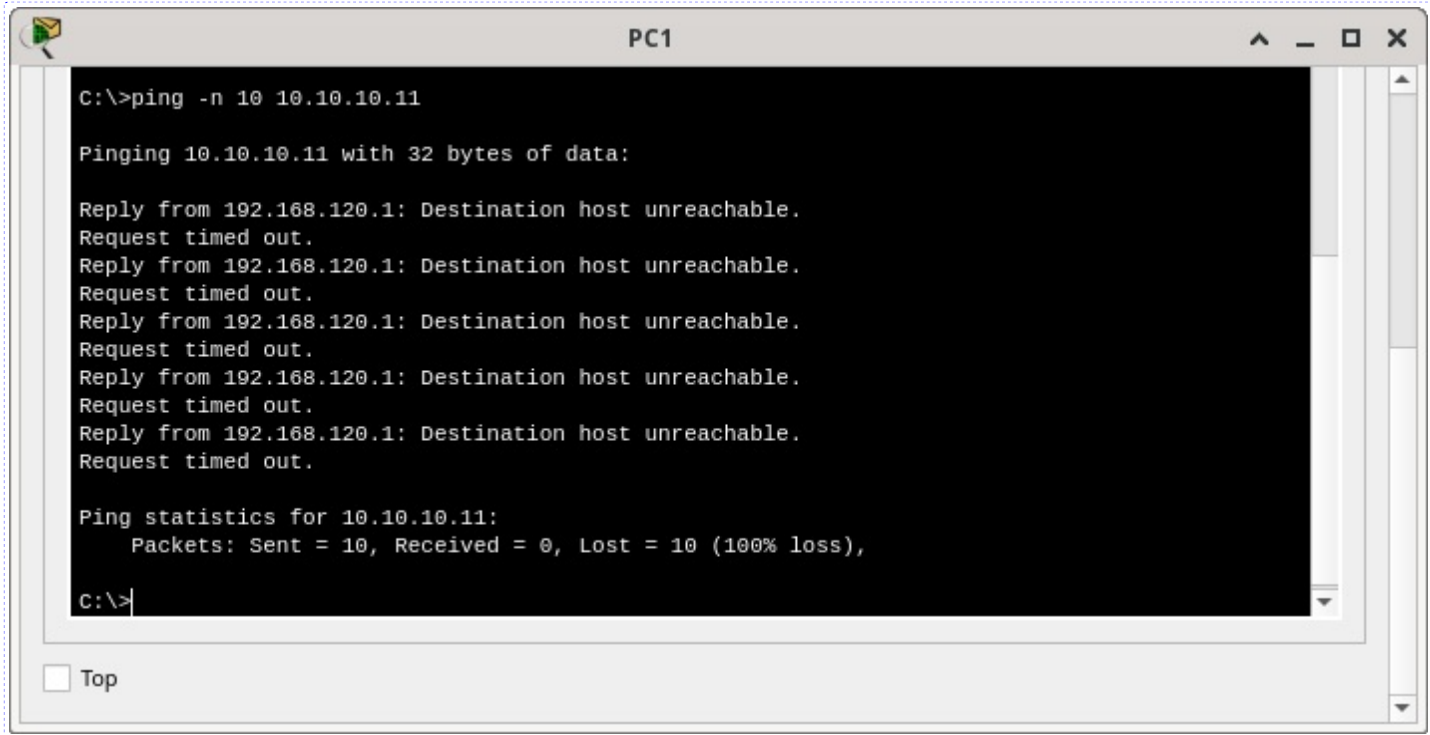 PC1
C:\>ping -n 10 10.10.10.11
Pinging 10.10.10.11 with 32 bytes of data:
Reply from 192.168.120.1: Destination host unreachable.
Request timed out.
Reply from 192.168.120.1: Destination host unreachable.
Request timed out.
Reply from 192.168.120.1: Destination host unreachable.
Request timed out.
Reply from 192.168.120.1: Destination host unreachable.
Request timed out.
Reply from 192.168.120.1: Destination host unreachable.
Request timed out.
Ping statistics for 10.10.10.11:
Packets: Sent = 10, Received = 0, Lost = 10 (100% loss),
C:\>
Top